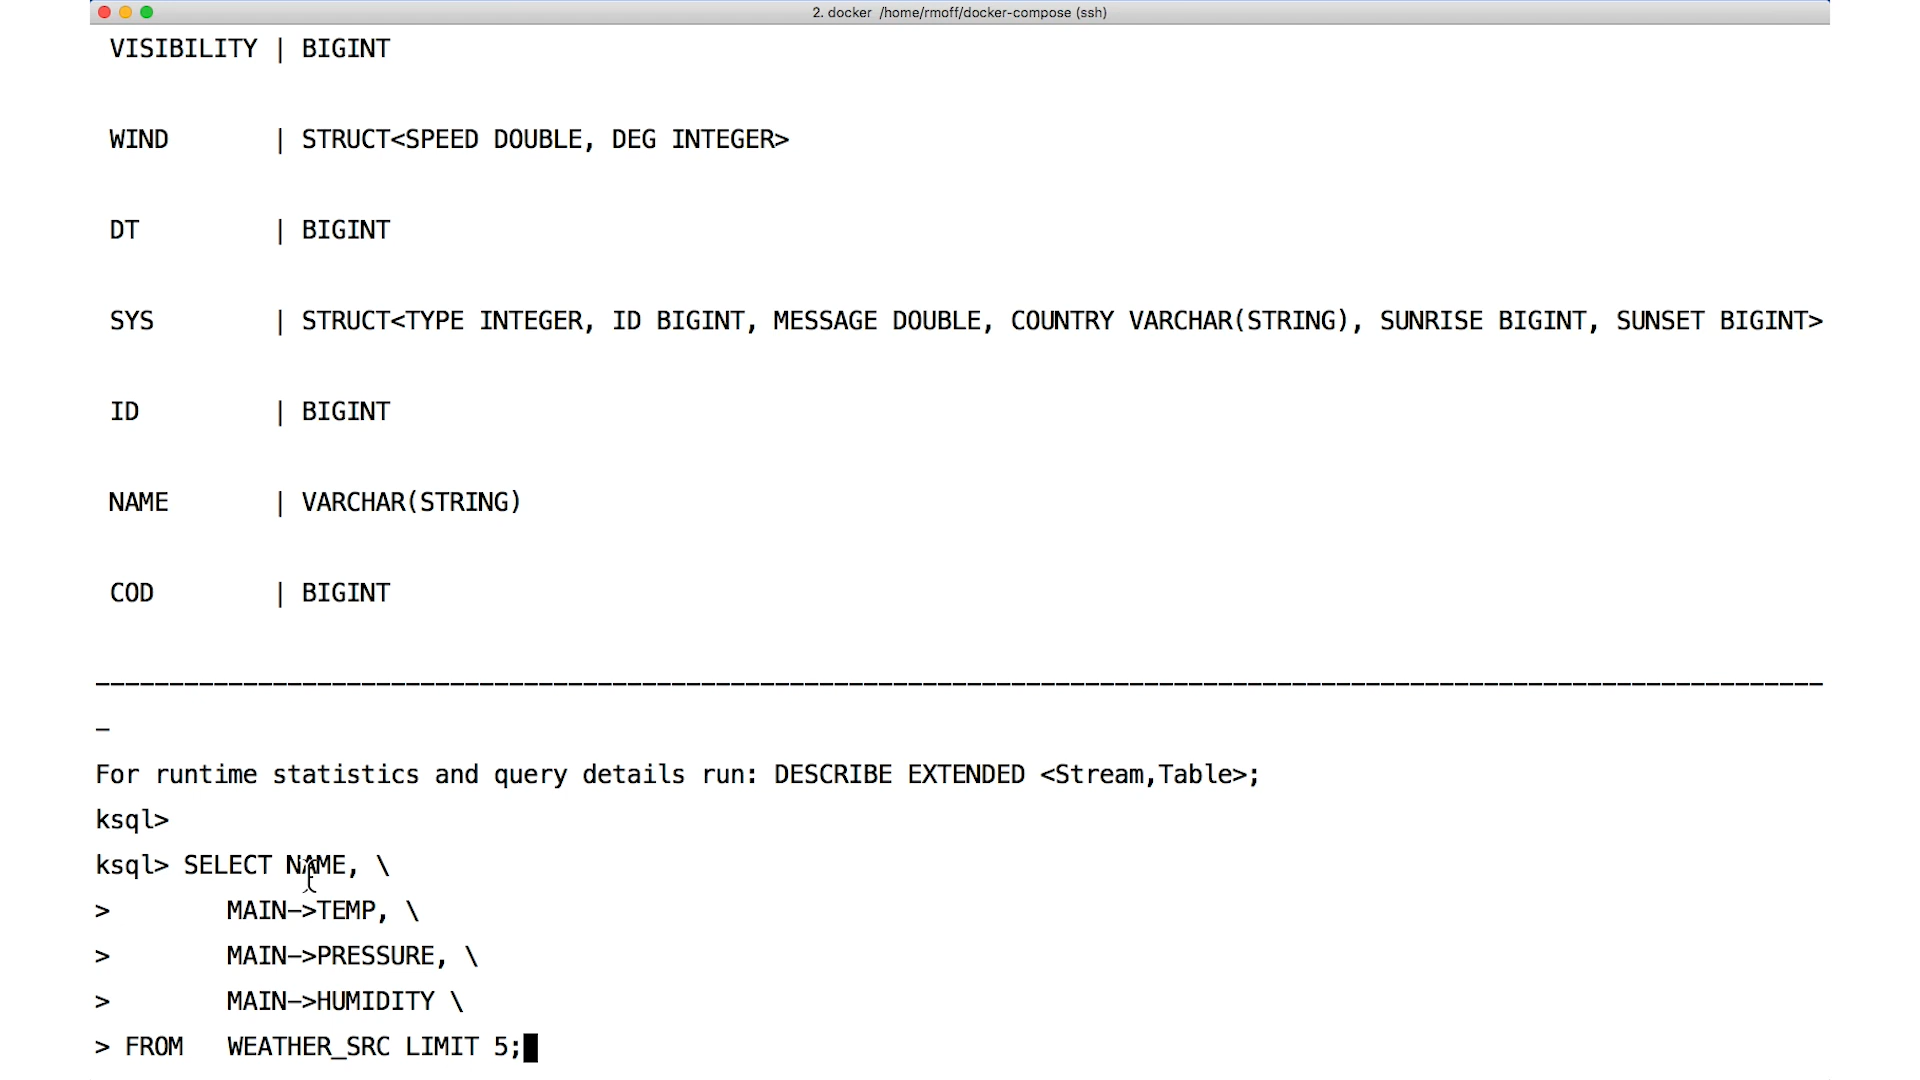 2. docker /home/rmoff/docker-compose (ssh)
VISIBILITY | BIGINT
WIND | STRUCT<SPEED DOUBLE, DEG INTEGER>
DT | BIGINT
SYS | STRUCT<TYPE INTEGER, ID BIGINT, MESSAGE DOUBLE, COUNTRY VARCHAR(STRING), SUNRISE BIGINT, SUNSET BIGINT>
ID | BIGINT
NAME | VARCHAR(STRING)
COD | BIGINT
---------------------------------------------------------------------------------------------------------------------
-
For runtime statistics and query details run: DESCRIBE EXTENDED <Stream,Table>;
ksql>
ksql> SELECT NAME, \
>        MAIN->TEMP, \
>        MAIN->PRESSURE, \
>        MAIN->HUMIDITY \
> FROM   WEATHER_SRC LIMIT 5;